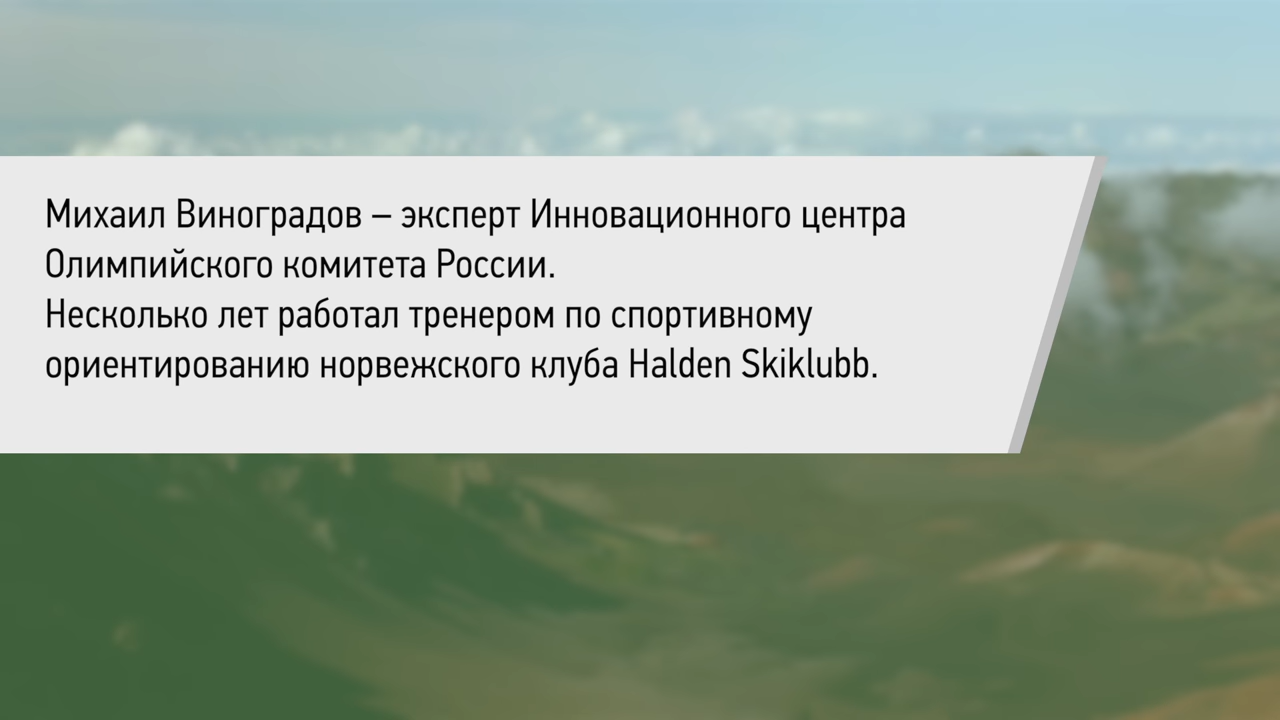 Михаил Виноградов – эксперт Инновационного центра
Олимпийского комитета России.
Несколько лет работал тренером по спортивному
ориентированию норвежского клуба Halden Skiklubb.